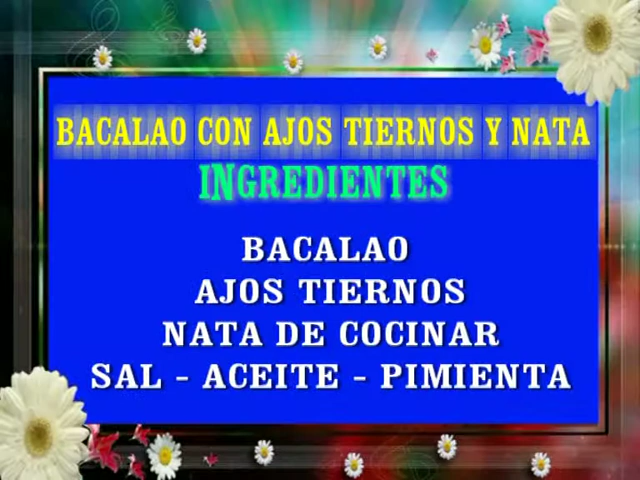 BACALAO CON AJOS TIERNOS Y NATA
INGREDIENTES
BACALAO
AJOS TIERNOS
NATA DE COCINAR
SAL - ACEITE - PIMIENTA